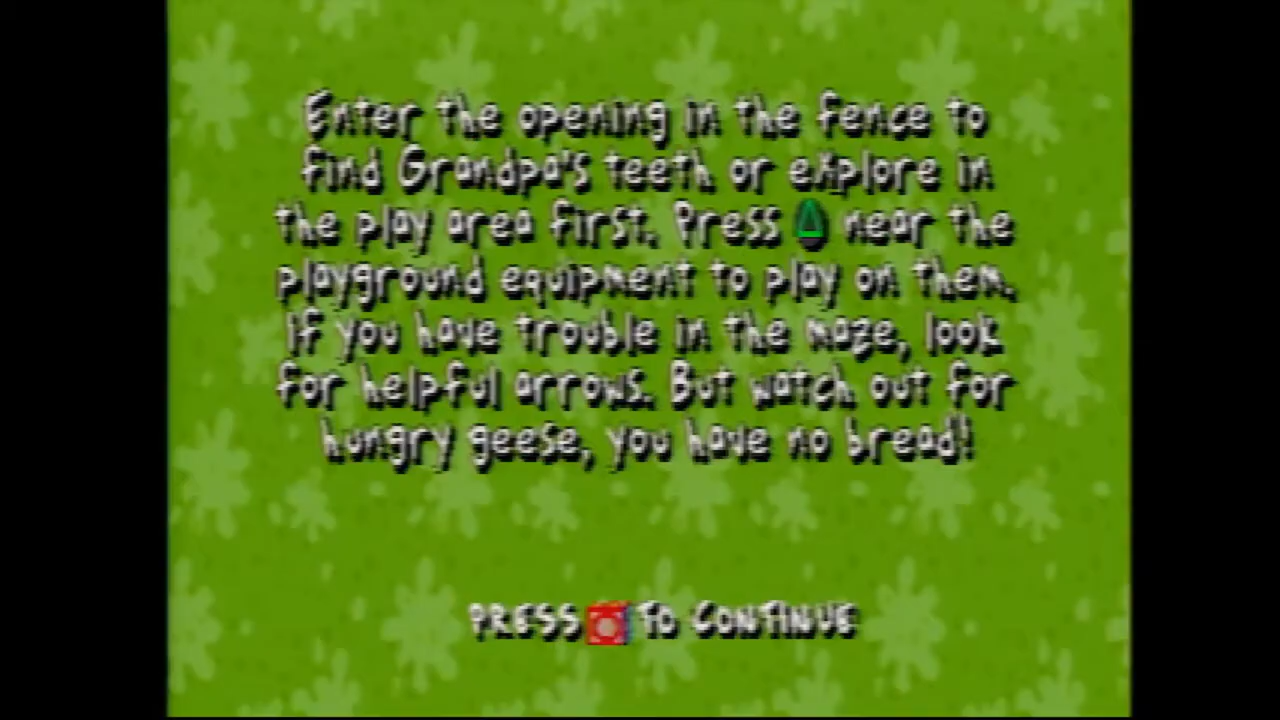 Enter the opening in the fence to
find Grandpa's teeth or explore in
the play area first. Press △ near the
playground equipment to play on them.
If you have trouble in the maze, look
for helpful arrows. But watch out for
hungry geese, you have no bread!
PRESS TO CONTINUE